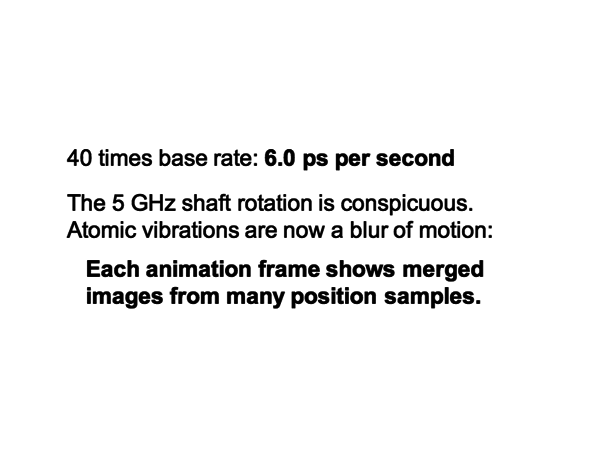 40 times base rate: 6.0 ps per second
The 5 GHz shaft rotation is conspicuous.
Atomic vibrations are now a blur of motion:
Each animation frame shows merged
images from many position samples.